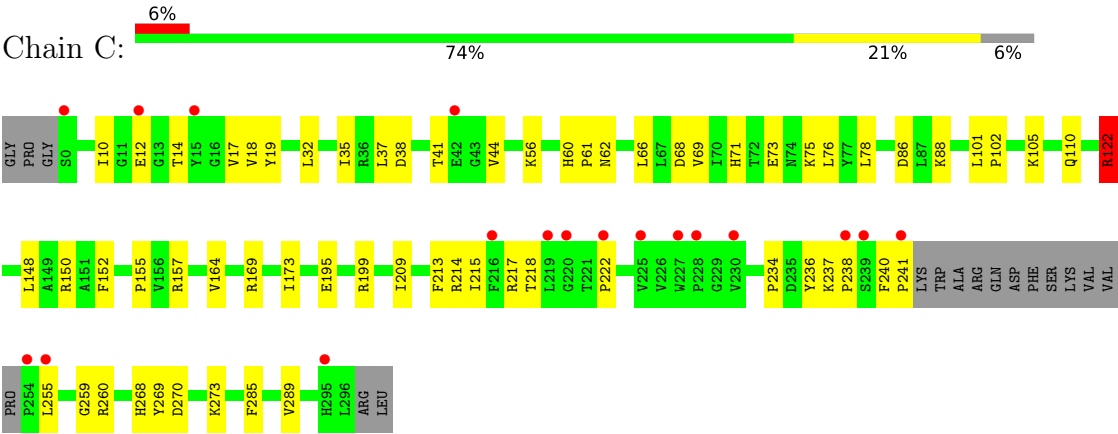 6%
Chain C:
74% 21% 6%
GLY PRO GLY S0 I10 G11 E12 G13 T14 Y15 G16 V17 V18 Y19 L32 I35 R36 L37 D38 T41 E42 G43 V44 K56 H60 P61 N62 L66 L67 D68 V69 I70 H71 T72 E73 N74 K75 L76 Y77 L78 D86 L87 K88 L101 P102 K105 Q110 R122
L148 A149 R150 A151 F152 P155 V156 R157 V164 R169 I173 E195 R199 I209 F213 R214 I215 F216 R217 T218 L219 G220 T221 P222 V225 V226 W227 P228 G229 V230 P234 D235 Y236 K237 P238 S239 F240 P241 LYS TRP ALA ARG GLN ASP PHE SER LYS VAL VAL
PRO P254 L255 G259 R260 H268 Y269 D270 K273 F285 V289 H295 L296 ARG LEU